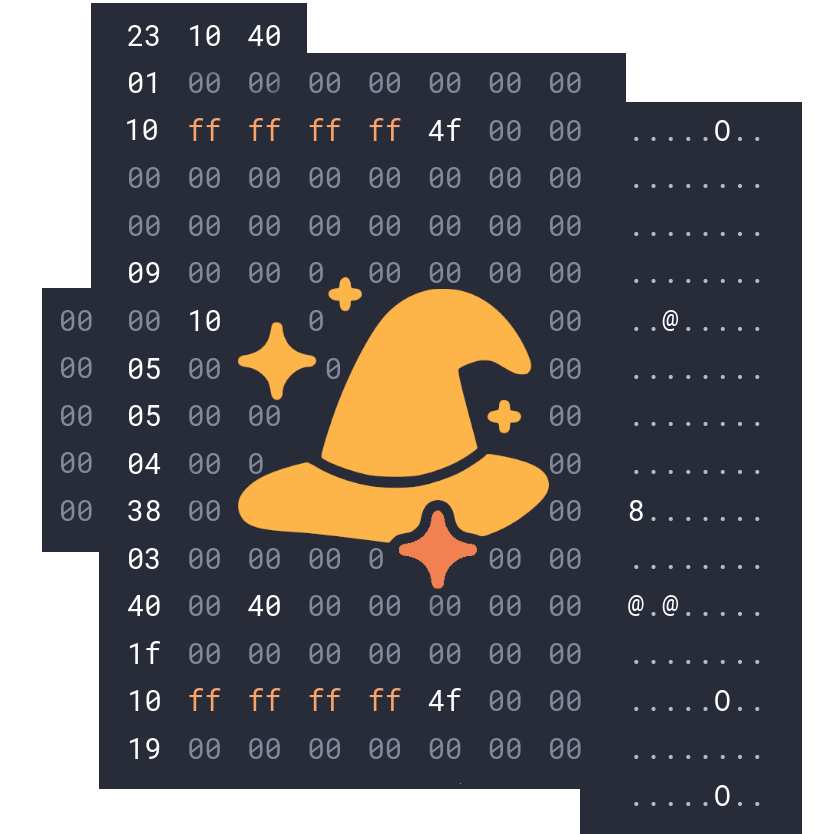 23 10 40
01 00 00 00 00 00 00 00
10 ff ff ff ff 4f 00 00 .....O..
00 00 00 00 00 00 00 00 ........
00 00 00 00 00 00 00 00 ........
09 00 00 0 00 00 00 00 ........
00 00 10 0 00 ..@.....
00 05 00 0 00 ........
00 05 00 00 00 ........
00 04 00 0 00 ........
00 38 00 00 8.......
03 00 00 00 0 00 00 ........
40 00 40 00 00 00 00 00 @.@.....
1f 00 00 00 00 00 00 00 ........
10 ff ff ff ff 4f 00 00 .....O..
19 00 00 00 00 00 00 00 ........
.....O..